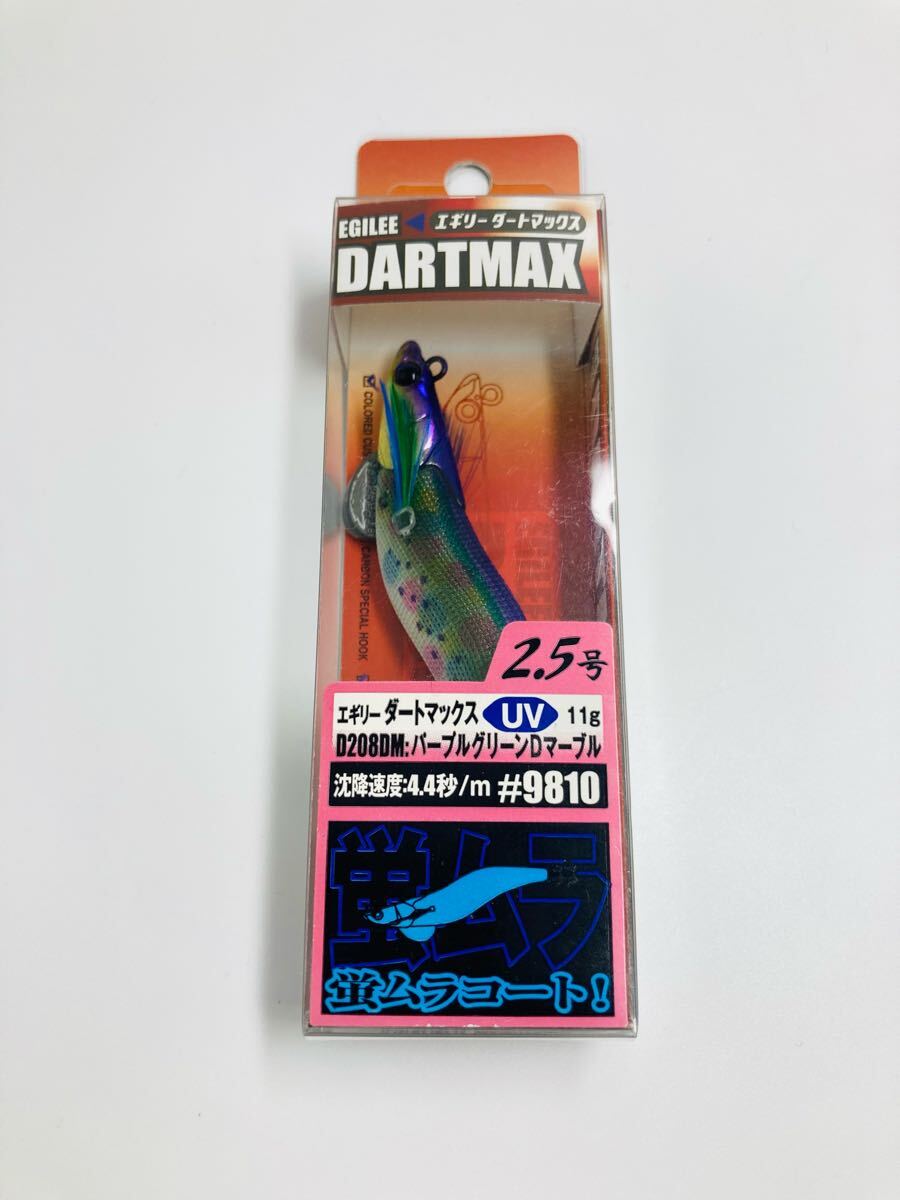 EGILEE エギリー ダートマックス
DARTMAX
COLORED CUS
CARBON SPECIAL HOOK
2.5号
エギリー ダートマックス UV 11g
D208DM:パープルグリーンDマーブル
沈降速度:4.4秒/m #9810
蛍ムラ
蛍ムラコート!